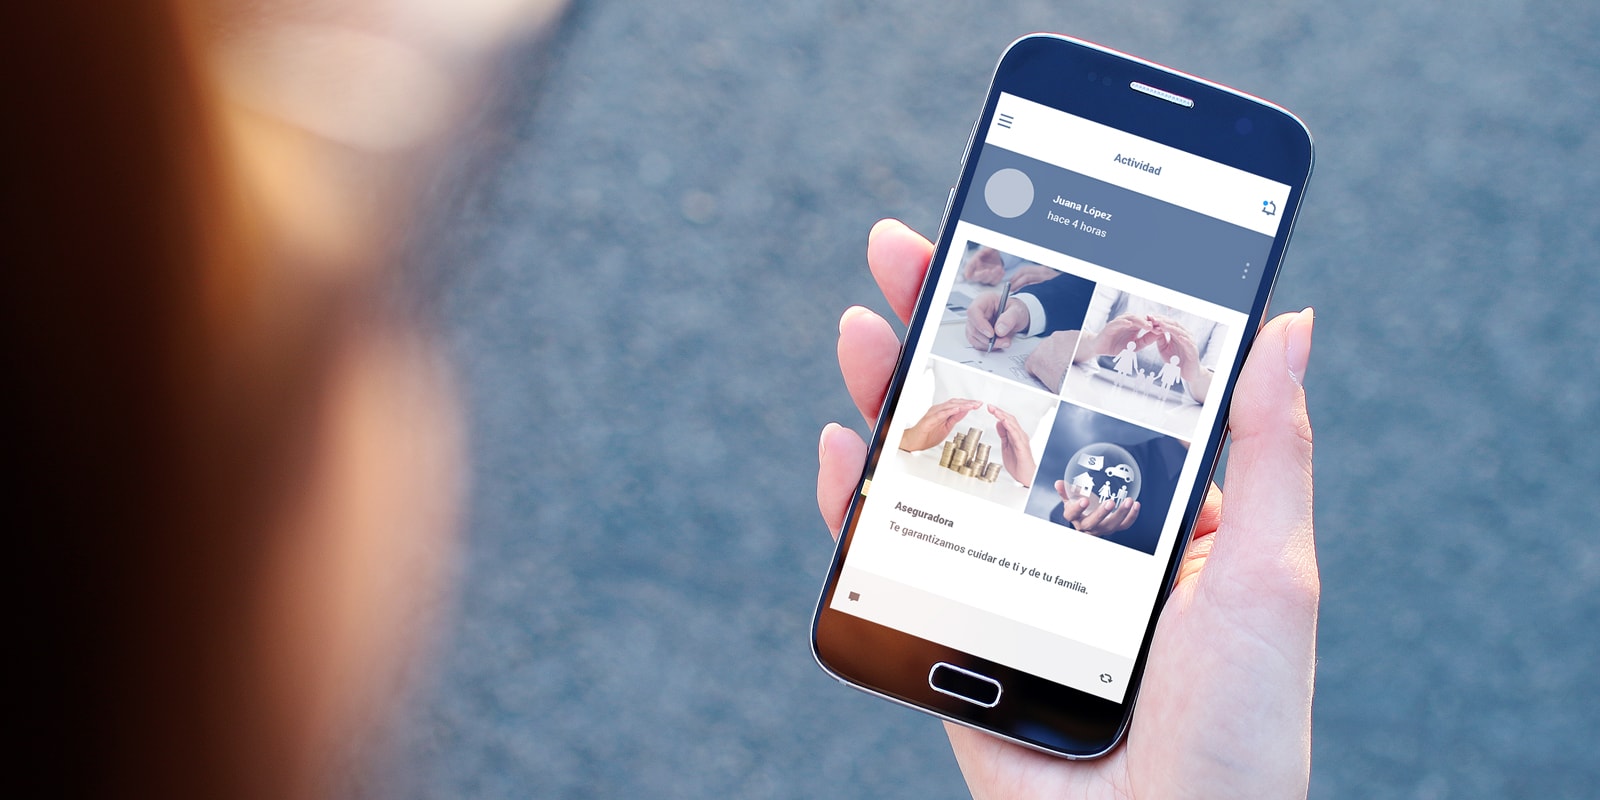 Actividad
Juana López
hace 4 horas
$
Aseguradora
Te garantizamos cuidar de ti y de tu familia.